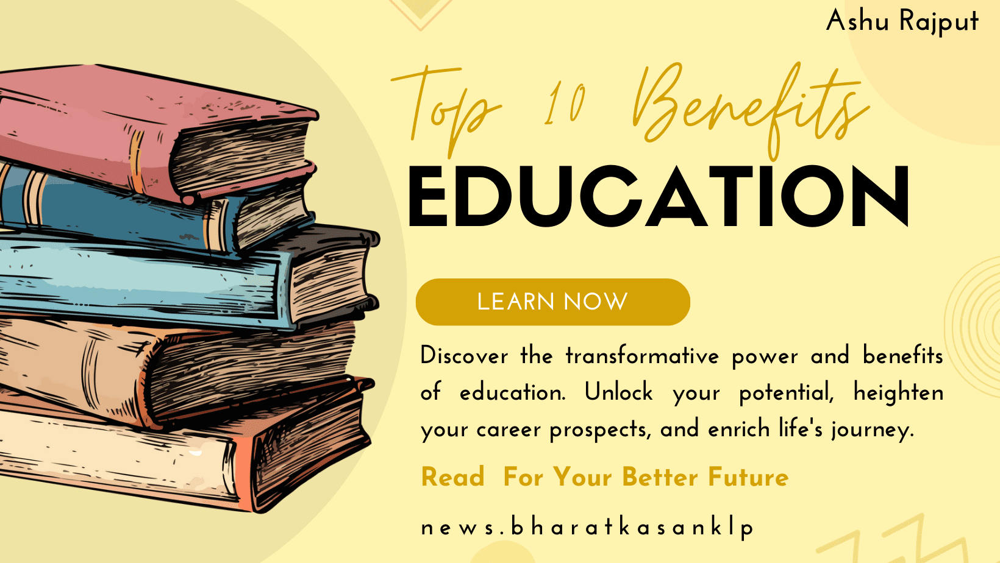 Ashu Rajput
Top 10 Benefits
EDUCATION
LEARN NOW
Discover the transformative power and benefits
of education. Unlock your potential, heighten
your career prospects, and enrich life's journey.
Read For Your Better Future
news.bharatkasanklp